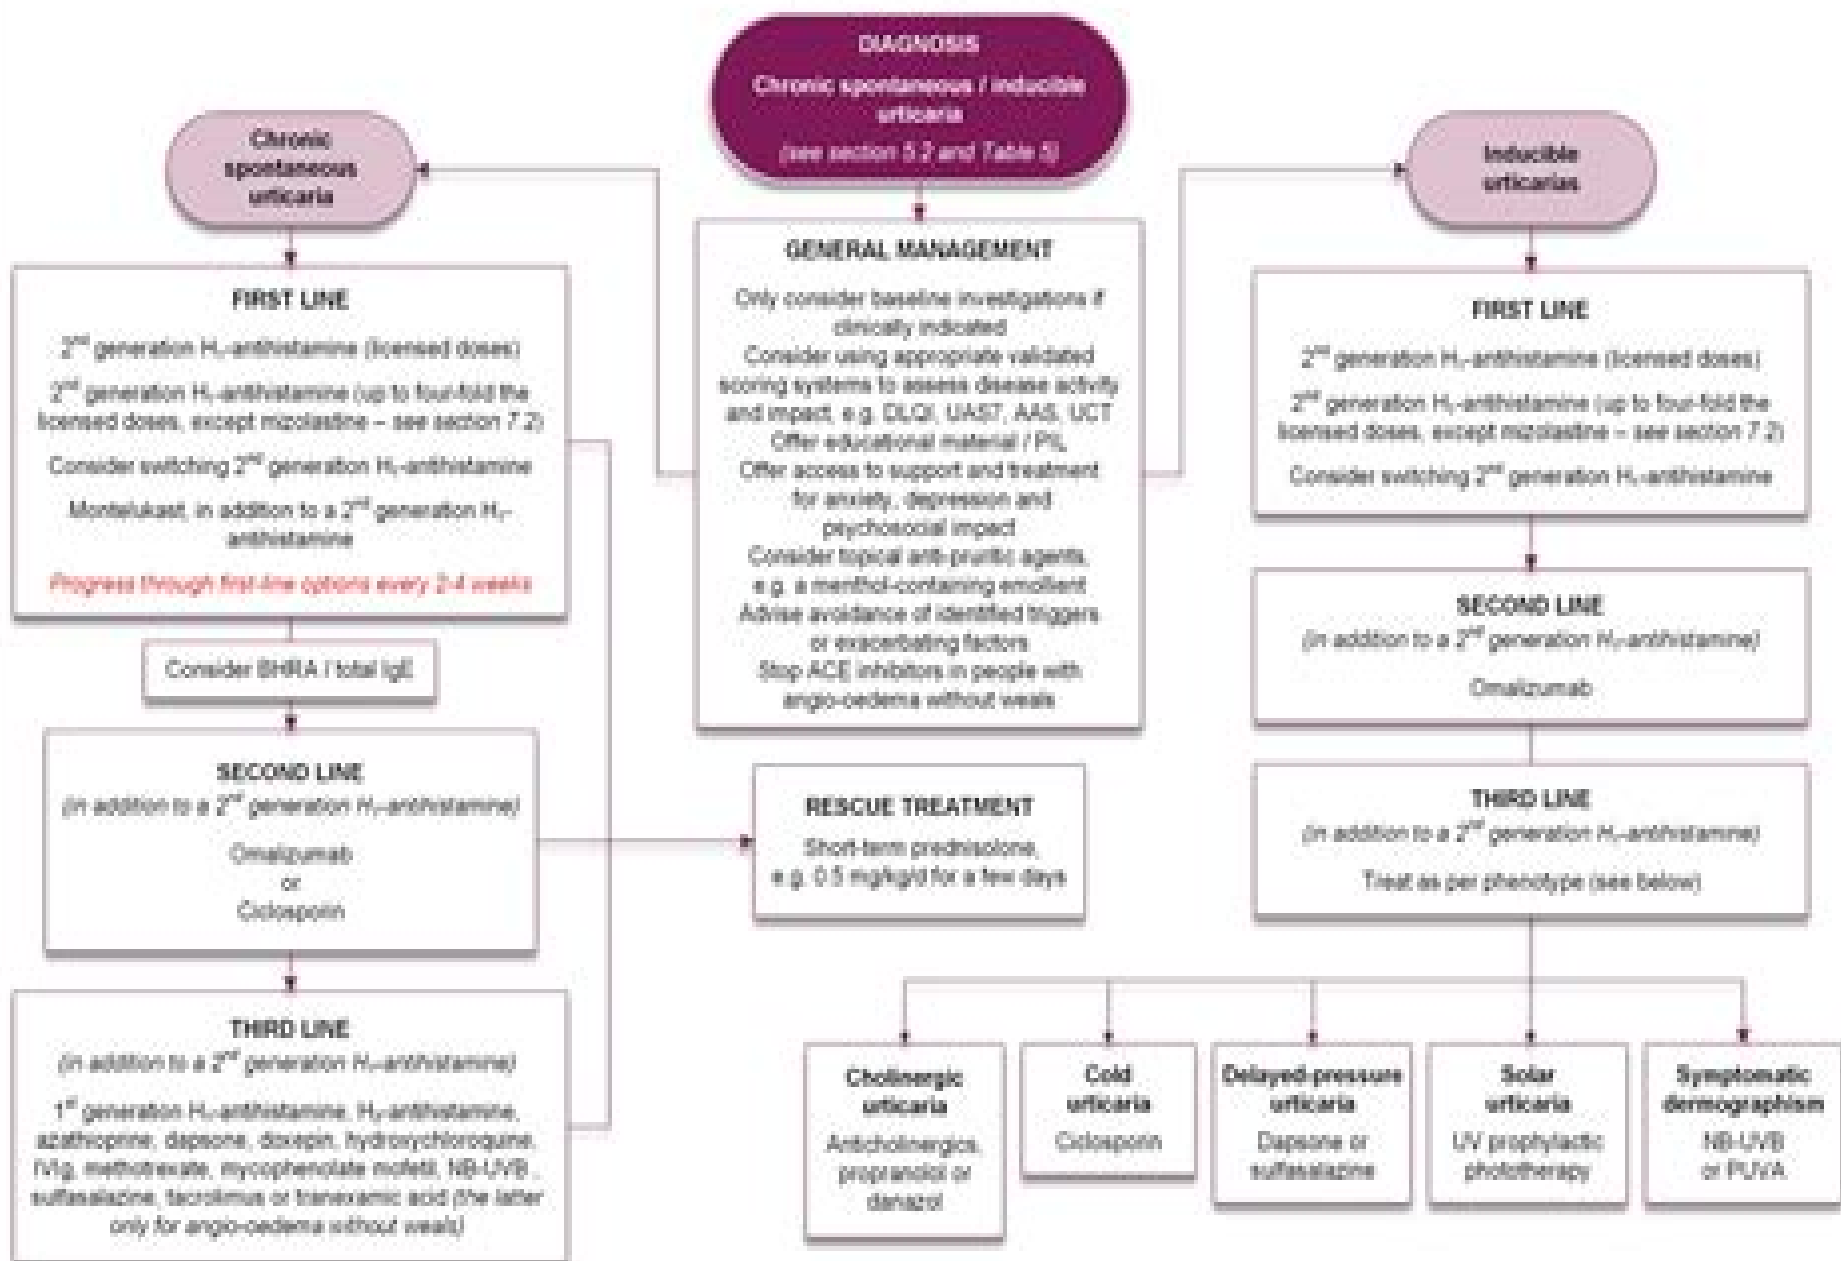 DIAGNOSIS
Chronic spontaneous / inducible
urticaria
(see section 5.2 and Table 5)
Chronic
spontaneous
urticaria
Inducible
urticarias
GENERAL MANAGEMENT
Only consider baseline investigations if
clinically indicated
Consider using appropriate validated
scoring systems to assess disease activity
and impact, e.g. DLQI, UAS7, AAS, UCT
Offer educational material / PIL
Offer access to support and treatment
for anxiety, depression and
psychosocial impact
Consider topical anti-pruritic agents,
e.g. a menthol-containing emollient
Advise avoidance of identified triggers
or exacerbating factors
Stop ACE inhibitors in people with
angio-oedema without weals
FIRST LINE
2nd generation H₁-antihistamine (licensed doses)
2nd generation H₁-antihistamine (up to four-fold the
licensed doses, except mizolastine – see section 7.2)
Consider switching 2nd generation H₁-antihistamine
Montelukast, in addition to a 2nd generation H₁-
antihistamine
Progress through first-line options every 2-4 weeks
Consider BHRA / total IgE
SECOND LINE
(in addition to a 2nd generation H₁-antihistamine)
Omalizumab
or
Ciclosporin
THIRD LINE
(in addition to a 2nd generation H₁-antihistamine)
1st generation H₁-antihistamine, H₂-antihistamine,
azathioprine, dapsone, doxepin, hydroxychloroquine,
IVIg, methotrexate, mycophenolate mofetil, NB-UVB ,
sulfasalazine, tacrolimus or tranexamic acid (the latter
only for angio-oedema without weals)
RESCUE TREATMENT
Short-term prednisolone,
e.g. 0.5 mg/kg/d for a few days
FIRST LINE
2nd generation H₁-antihistamine (licensed doses)
2nd generation H₁-antihistamine (up to four-fold the
licensed doses, except mizolastine – see section 7.2)
Consider switching 2nd generation H₁-antihistamine
SECOND LINE
(in addition to a 2nd generation H₁-antihistamine)
Omalizumab
THIRD LINE
(in addition to a 2nd generation H₁-antihistamine)
Treat as per phenotype (see below)
Cholinergic
urticaria
Anticholinergics,
propranolol or
danazol
Cold
urticaria
Ciclosporin
Delayed-pressure
urticaria
Dapsone or
sulfasalazine
Solar
urticaria
UV prophylactic
phototherapy
Symptomatic
dermographism
NB-UVB
or PUVA